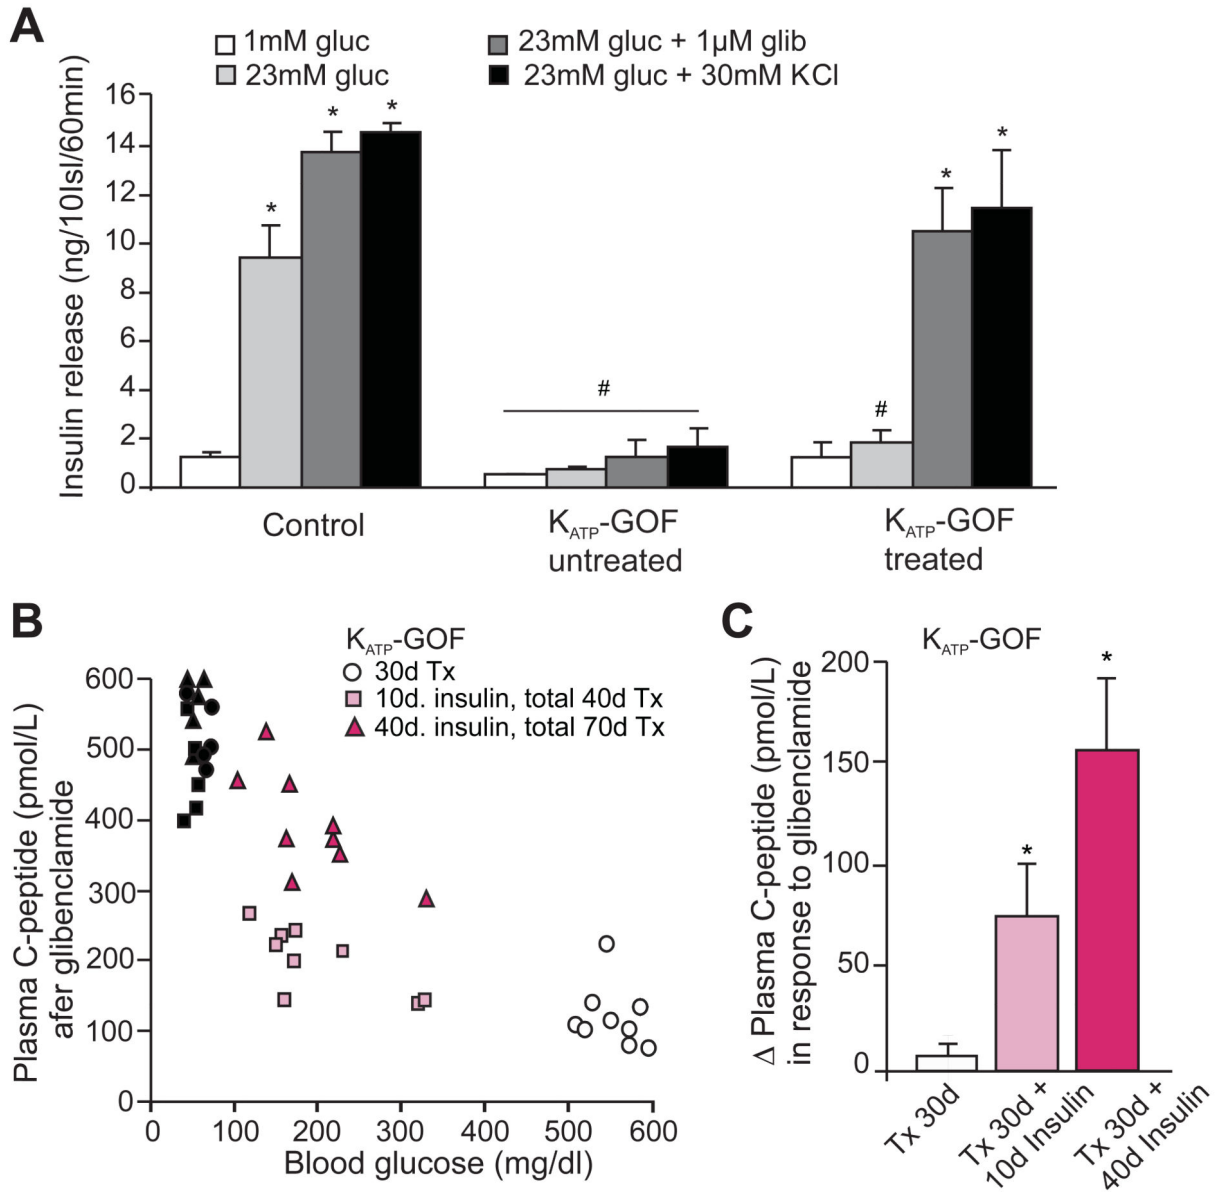 A
1mM gluc
23mM gluc
23mM gluc + 1µM glib
23mM gluc + 30mM KCl
Insulin release (ng/10Isl/60min)
16
14
12
10
8
6
4
2
0
* * *
#
# * *
Control
KATP-GOF
untreated
KATP-GOF
treated
B
KATP-GOF
30d Tx
10d. insulin, total 40d Tx
40d. insulin, total 70d Tx
Plasma C-peptide (pmol/L)
afer glibenclamide
600
500
400
300
200
100
0
0 100 200 300 400 500 600
Blood glucose (mg/dl)
C
KATP-GOF
Δ Plasma C-peptide (pmol/L)
in response to glibenclamide
200
150
100
50
0
* *
Tx 30d
Tx 30d +
10d Insulin
Tx 30d +
40d Insulin